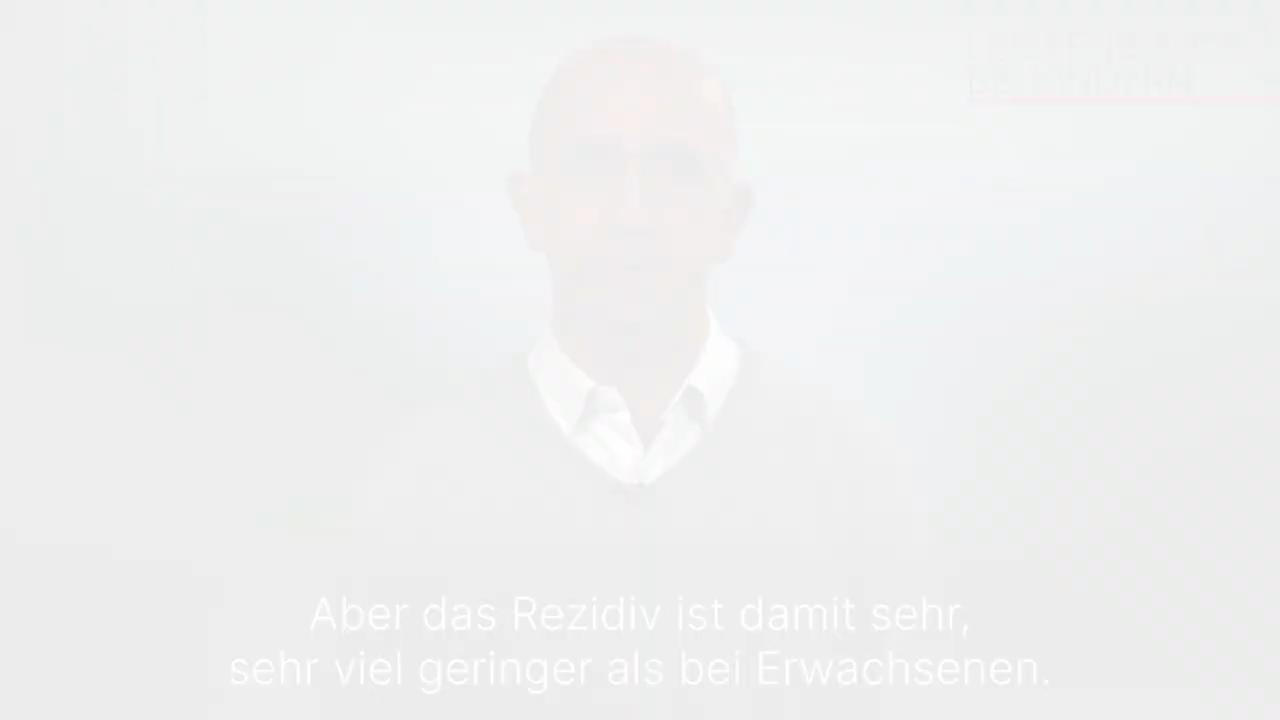 Aber das Rezidiv ist damit sehr,
sehr viel geringer als bei Erwachsenen.